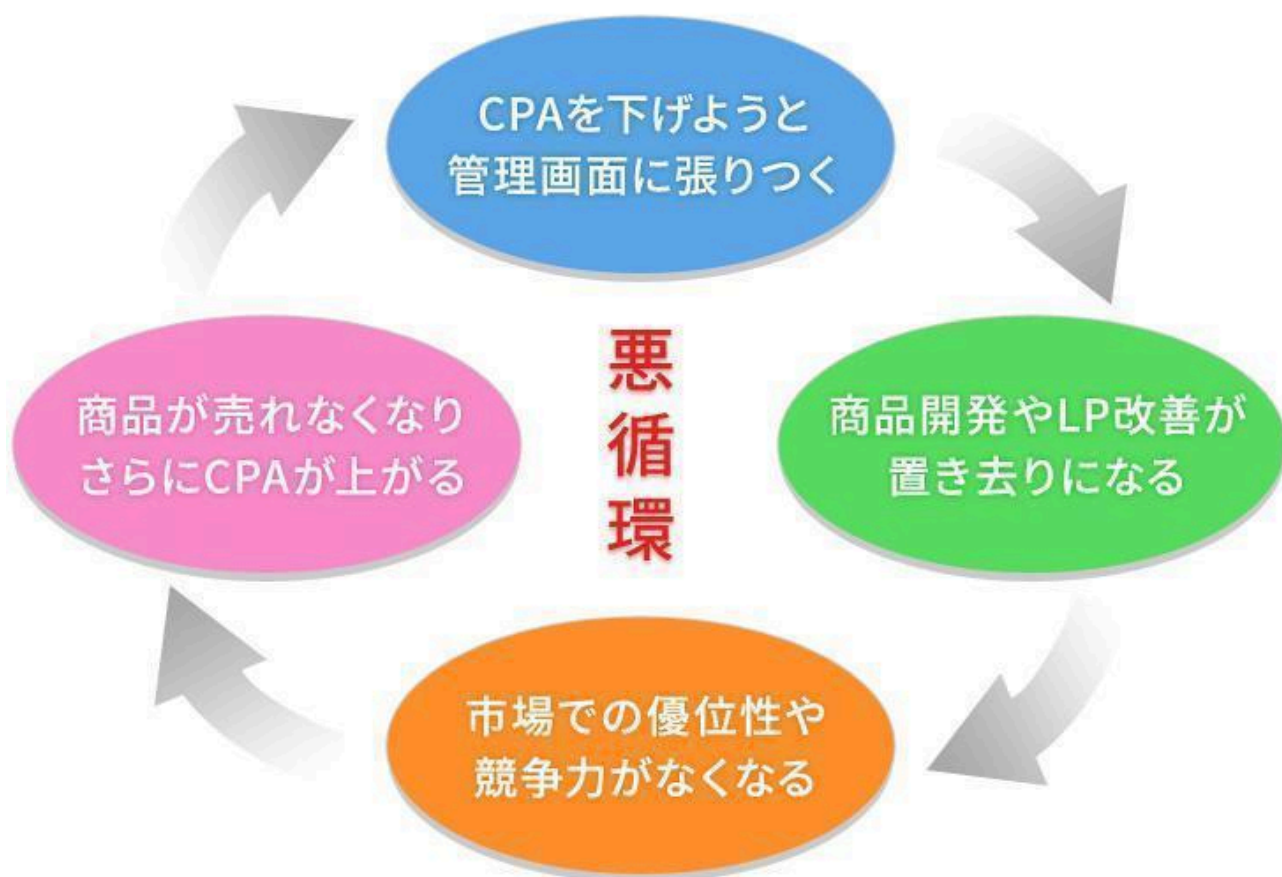 CPAを下げようと
管理画面に張りつく
商品開発やLP改善が
置き去りになる
市場での優位性や
競争力がなくなる
商品が売れなくなり
さらにCPAが上がる
悪循環